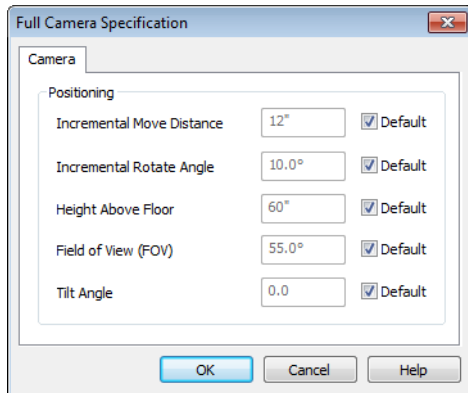 Full Camera Specification
Camera
Positioning
Incremental Move Distance 12" Default
Incremental Rotate Angle 10.0° Default
Height Above Floor 60" Default
Field of View (FOV) 55.0° Default
Tilt Angle 0.0 Default
OK Cancel Help